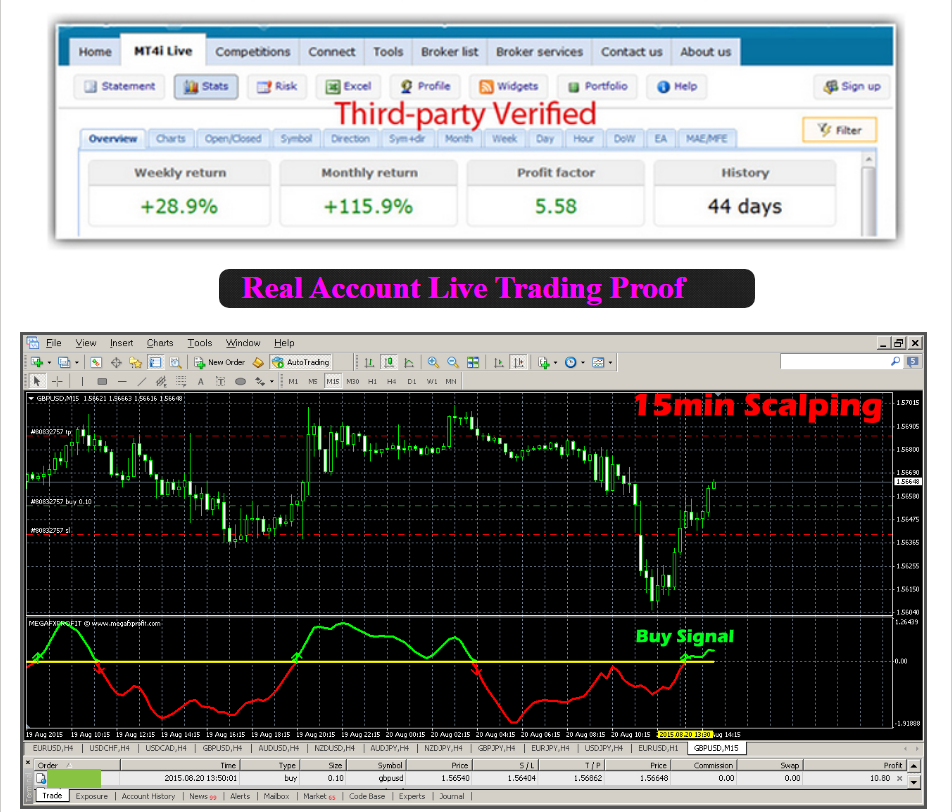 Home MT4i Live Competitions Connect Tools Broker list Broker services Contact us About us
Statement Stats Risk Excel Profile Widgets Portfolio Help Sign up
Third-party Verified
Filter
Overview Charts Open/Closed Symbol Direction Sym+dir Month Week Day Hour DoW EA MAE/MFE
Weekly return Monthly return Profit factor History
+28.9% +115.9% 5.58 44 days
Real Account Live Trading Proof
File View Insert Charts Tools Window Help
New Order AutoTrading
5
A T M1 M5 M15 M30 H1 H4 D1 W1 MN
GBPUSD,M15 1.56621 1.56663 1.56616 1.56648
15min Scalping
1.57015
1.56905
#80832757 tp
1.56800
1.56690
1.56648
1.56580
#80832757 buy 0.10
1.56475
#80832757 sl
1.56365
1.56255
1.56150
1.56040
MEGAFXPROFIT © www.megafxprofit.com
1.26439
Buy Signal
0.00
-1.91888
19 Aug 2015 19 Aug 10:15 19 Aug 12:15 19 Aug 14:15 19 Aug 16:15 19 Aug 18:15 19 Aug 20:15 19 Aug 22:15 20 Aug 00:15 20 Aug 02:15 20 Aug 04:15 20 Aug 06:15 20 Aug 08:15 20 Aug 10:15 2015.08.20 13:30 ug 14:15
EURUSD,H4 USDCHF,H4 USDCAD,H4 GBPUSD,H4 AUDUSD,H4 NZDUSD,H4 AUDJPY,H4 NZDJPY,H4 GBPJPY,H4 EURJPY,H4 USDJPY,H4 EURUSD,H1 GBPUSD,M15
Order Time Type Size Symbol Price S / L T / P Price Commission Swap Profit
2015.08.20 13:50:01 buy 0.10 gbpusd 1.56540 1.56404 1.56862 1.56648 0.00 0.00 10.80
Trade Exposure Account History News 99 Alerts Mailbox Market 65 Code Base Experts Journal